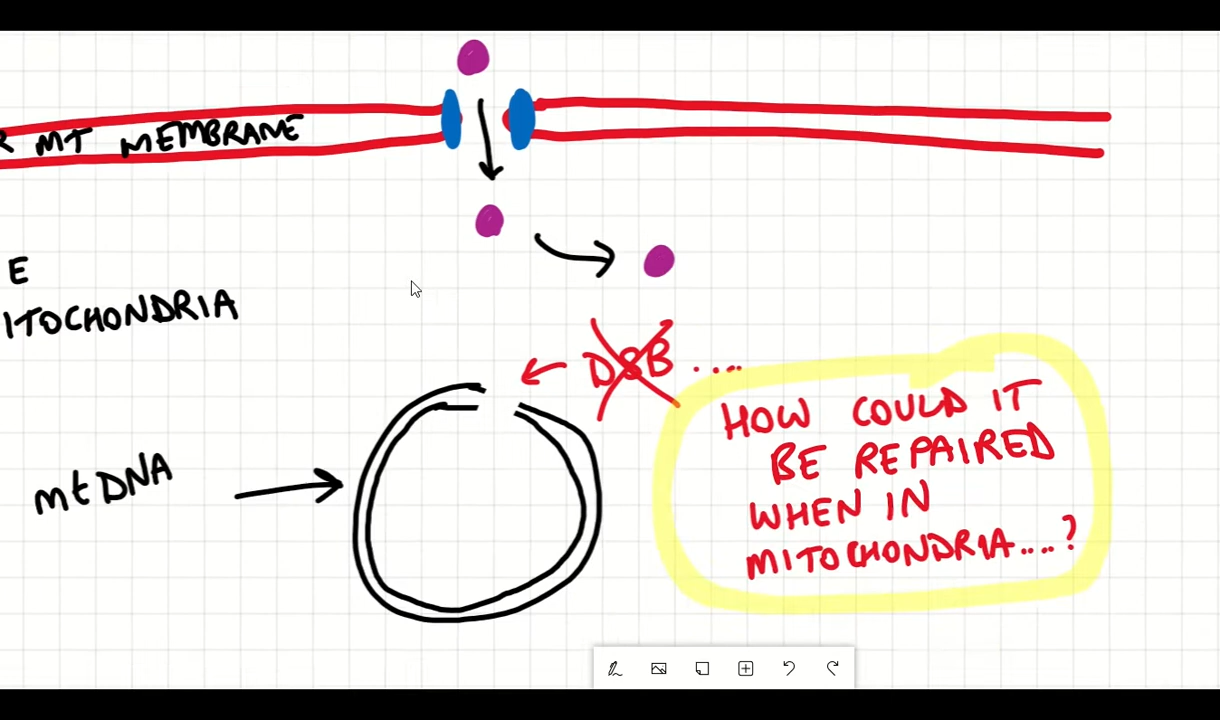 R MT MEMBRANE
E
ITOCHONDRIA
DSB ....
HOW COULD IT
BE REPAIRED
WHEN IN
MITOCHONDRIA....?
mtDNA